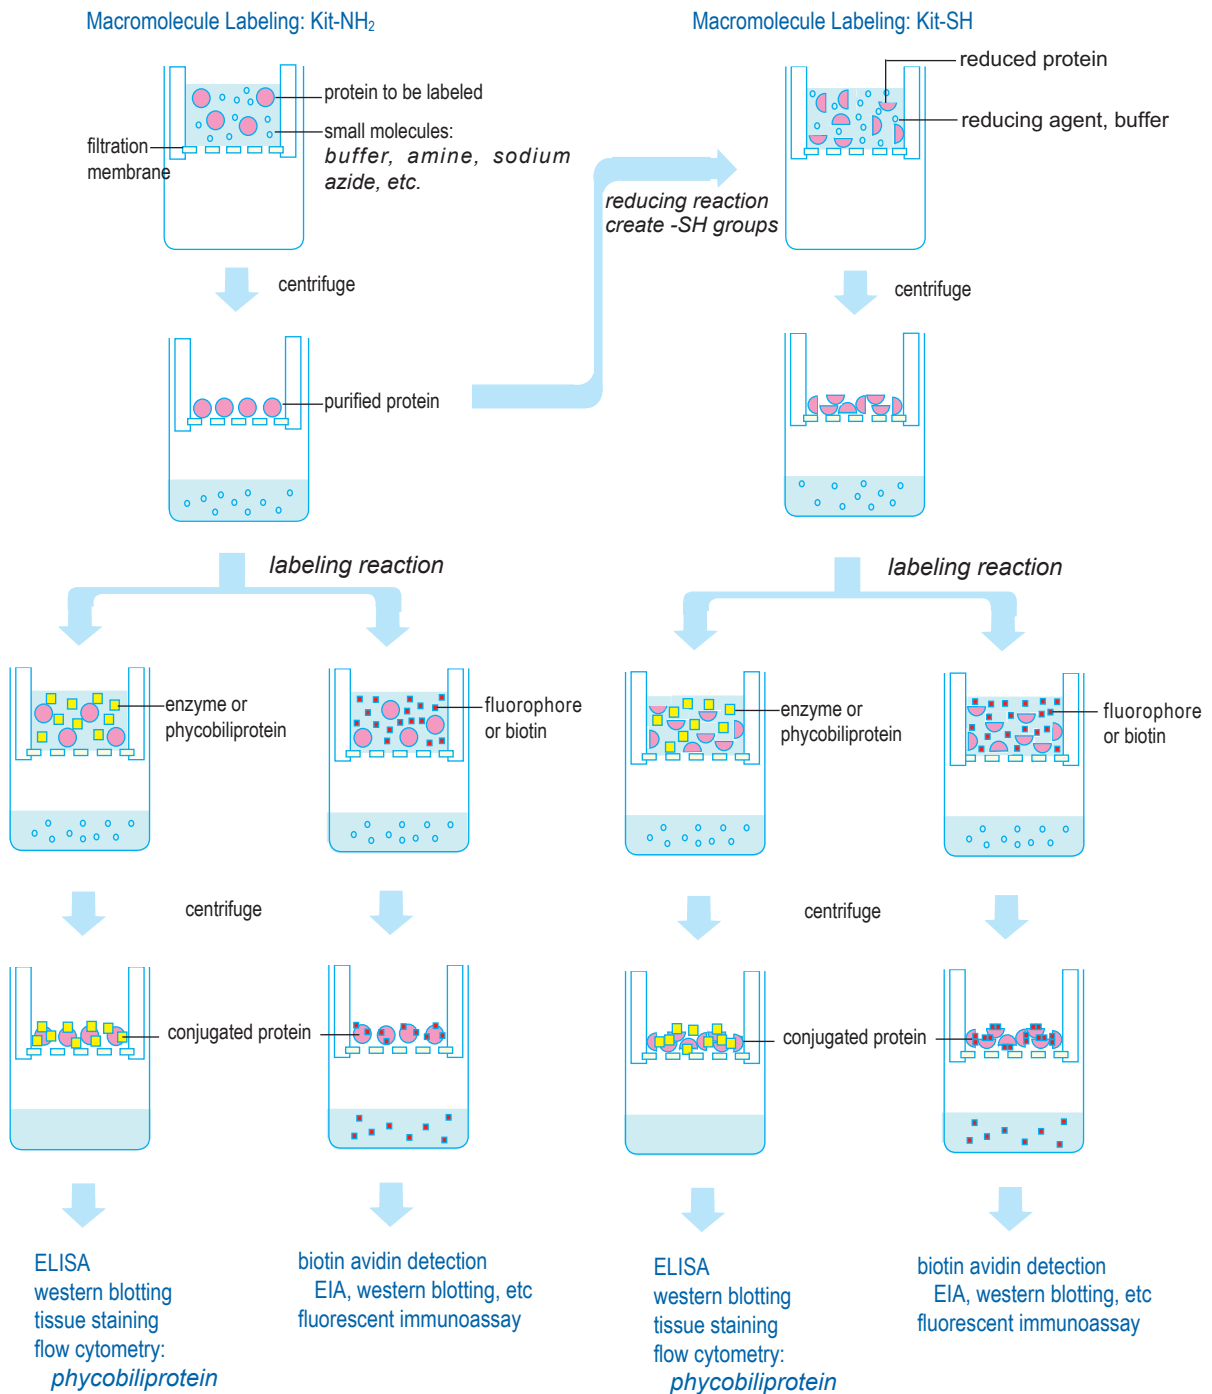 Macromolecule Labeling: Kit-NH₂
protein to be labeled
small molecules:
buffer, amine, sodium
azide, etc.
filtration
membrane
centrifuge
purified protein
reducing reaction
create -SH groups
labeling reaction
enzyme or
phycobiliprotein
fluorophore
or biotin
centrifuge
conjugated protein
ELISA
western blotting
tissue staining
flow cytometry:
phycobiliprotein
biotin avidin detection
EIA, western blotting, etc
fluorescent immunoassay
Macromolecule Labeling: Kit-SH
reduced protein
reducing agent, buffer
centrifuge
labeling reaction
enzyme or
phycobiliprotein
fluorophore
or biotin
centrifuge
conjugated protein
ELISA
western blotting
tissue staining
flow cytometry:
phycobiliprotein
biotin avidin detection
EIA, western blotting, etc
fluorescent immunoassay